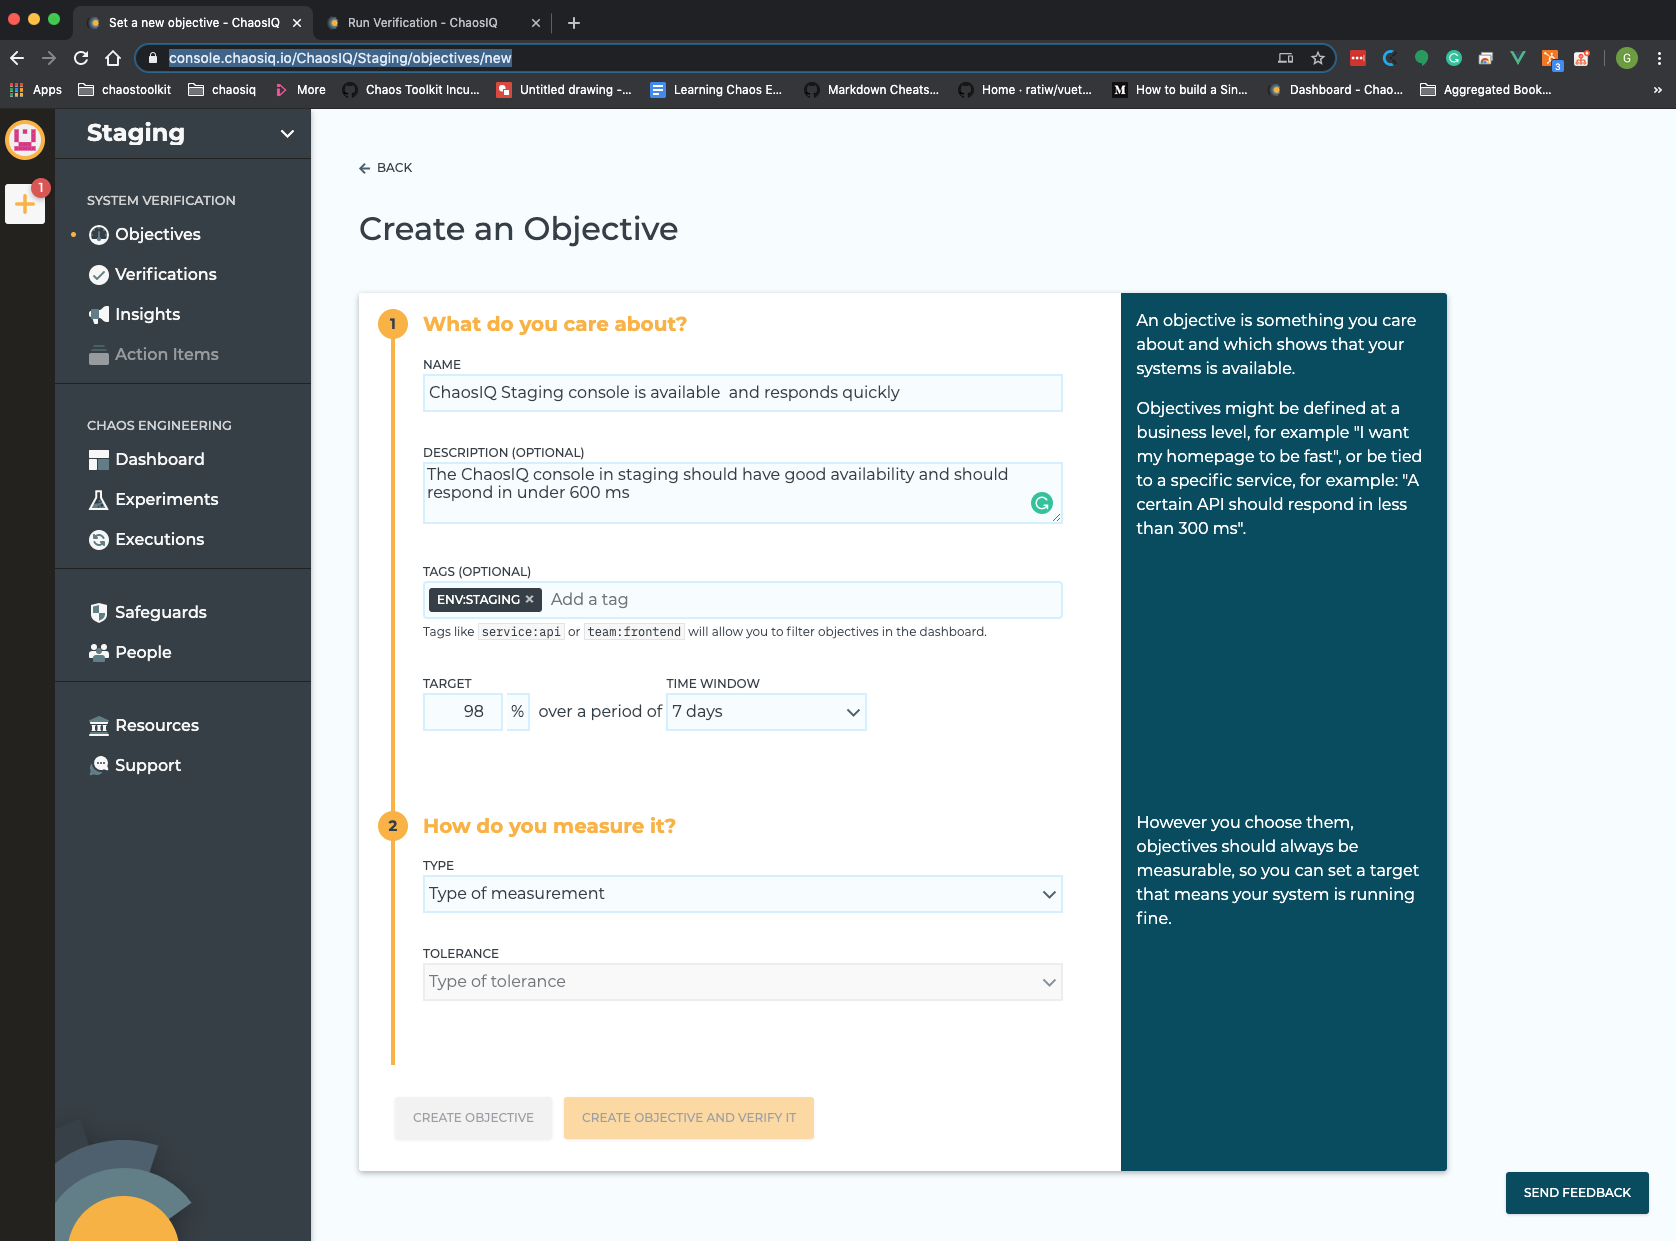 Set a new objective - ChaosIQ
Run Verification - ChaosIQ
console.chaosiq.io/ChaosIQ/Staging/objectives/new
3
G
Apps
chaostoolkit
chaosiq
More
Chaos Toolkit Incu...
Untitled drawing -...
Learning Chaos E...
Markdown Cheats...
Home · ratiw/vuet...
M
How to build a Sin...
Dashboard - Chao...
Aggregated Book...
»
Staging
1
SYSTEM VERIFICATION
Objectives
Verifications
Insights
Action Items
CHAOS ENGINEERING
Dashboard
Experiments
Executions
Safeguards
People
Resources
Support
← BACK
Create an Objective
1
What do you care about?
NAME
ChaosIQ Staging console is available  and responds quickly
DESCRIPTION (OPTIONAL)
The ChaosIQ console in staging should have good availability and should
respond in under 600 ms
TAGS (OPTIONAL)
ENV:STAGING × Add a tag
Tags like service:api or team:frontend will allow you to filter objectives in the dashboard.
TARGET
TIME WINDOW
98 % over a period of 7 days
2
How do you measure it?
TYPE
Type of measurement
TOLERANCE
Type of tolerance
CREATE OBJECTIVE
CREATE OBJECTIVE AND VERIFY IT
An objective is something you care
about and which shows that your
systems is available.
Objectives might be defined at a
business level, for example "I want
my homepage to be fast", or be tied
to a specific service, for example: "A
certain API should respond in less
than 300 ms".
However you choose them,
objectives should always be
measurable, so you can set a target
that means your system is running
fine.
SEND FEEDBACK